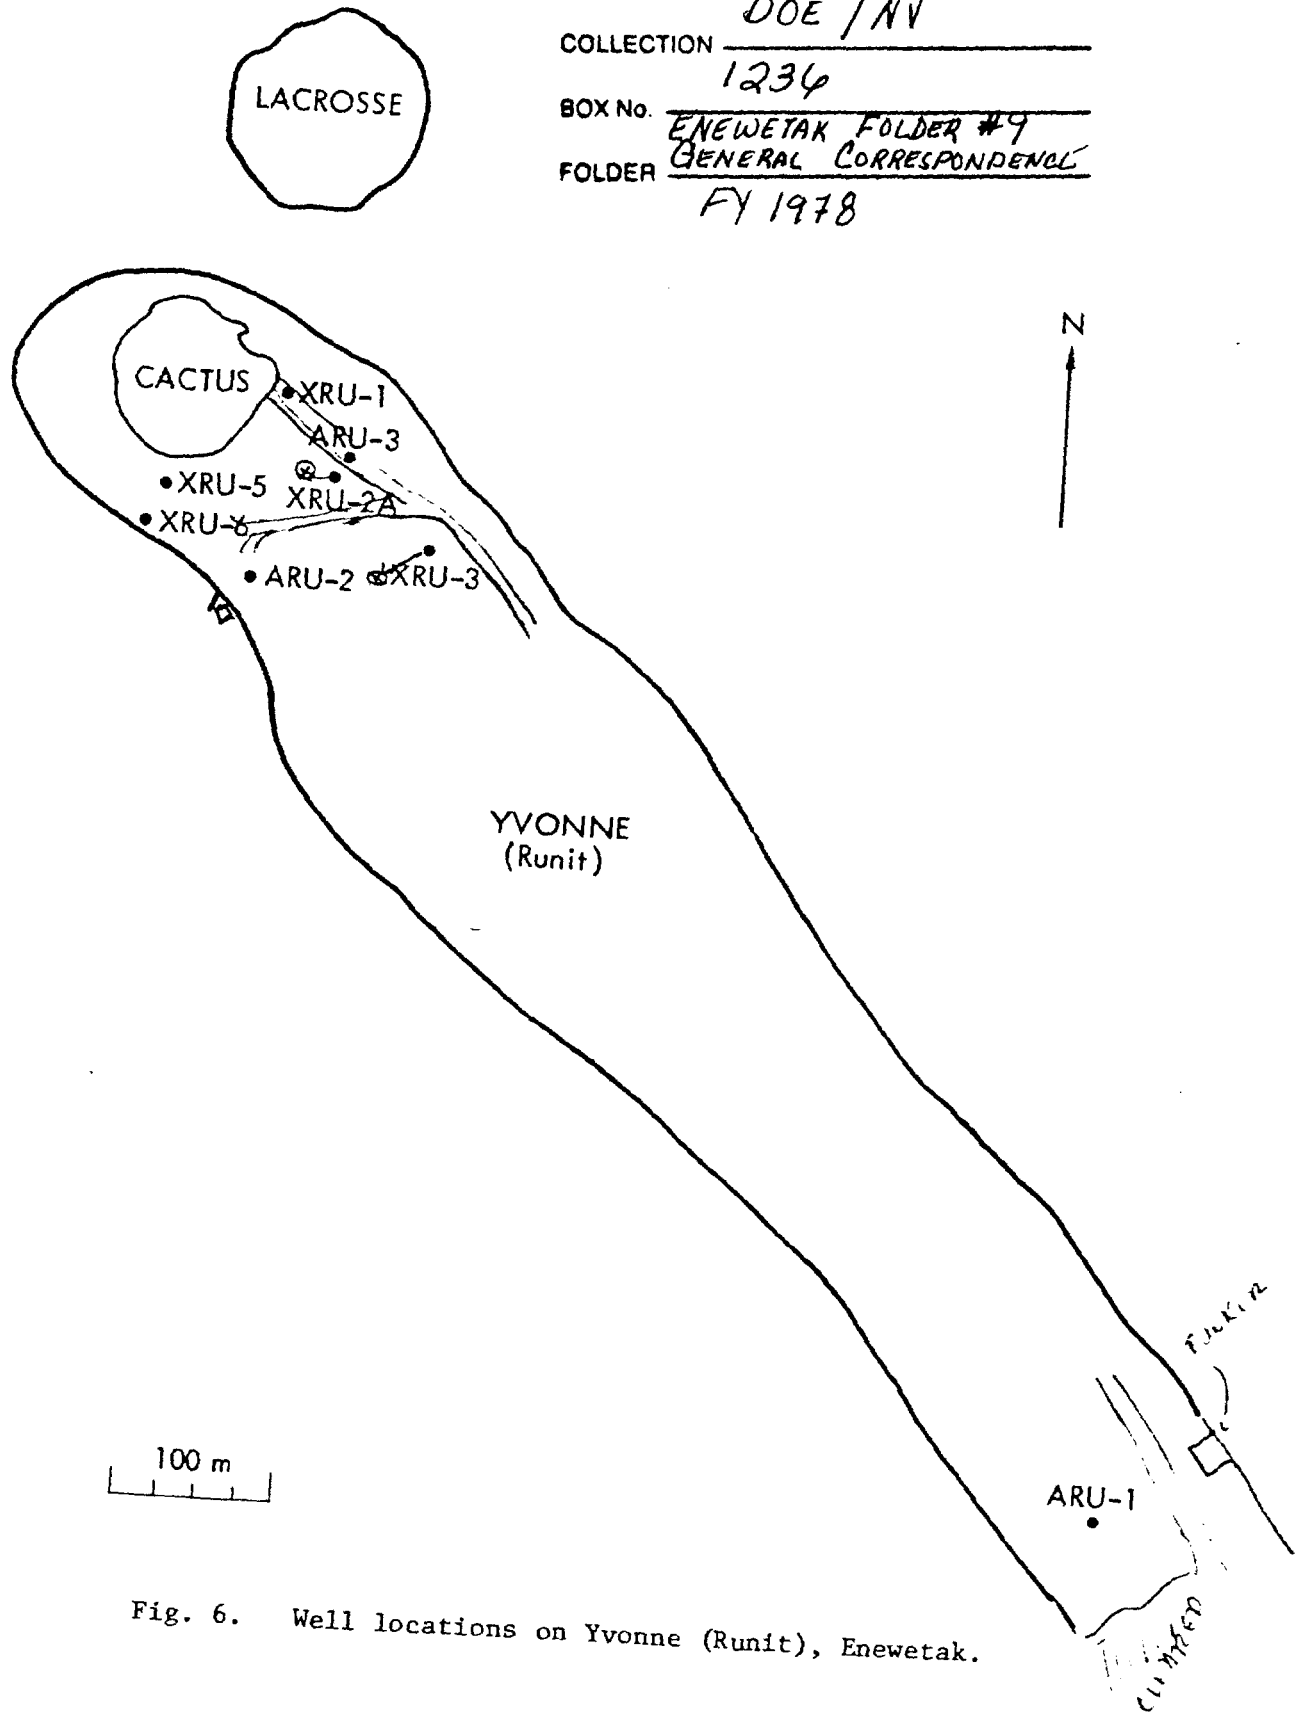 DOE / NV
COLLECTION
1236
BOX No.
ENEWETAK FOLDER #9
FOLDER GENERAL CORRESPONDENCE
FY 1978
LACROSSE
N
CACTUS
XRU-1
ARU-3
XRU-5
XRU-2A
XRU-6
ARU-2
XRU-3
YVONNE
(Runit)
100 m
ARU-1
Fig. 6. Well locations on Yvonne (Runit), Enewetak.